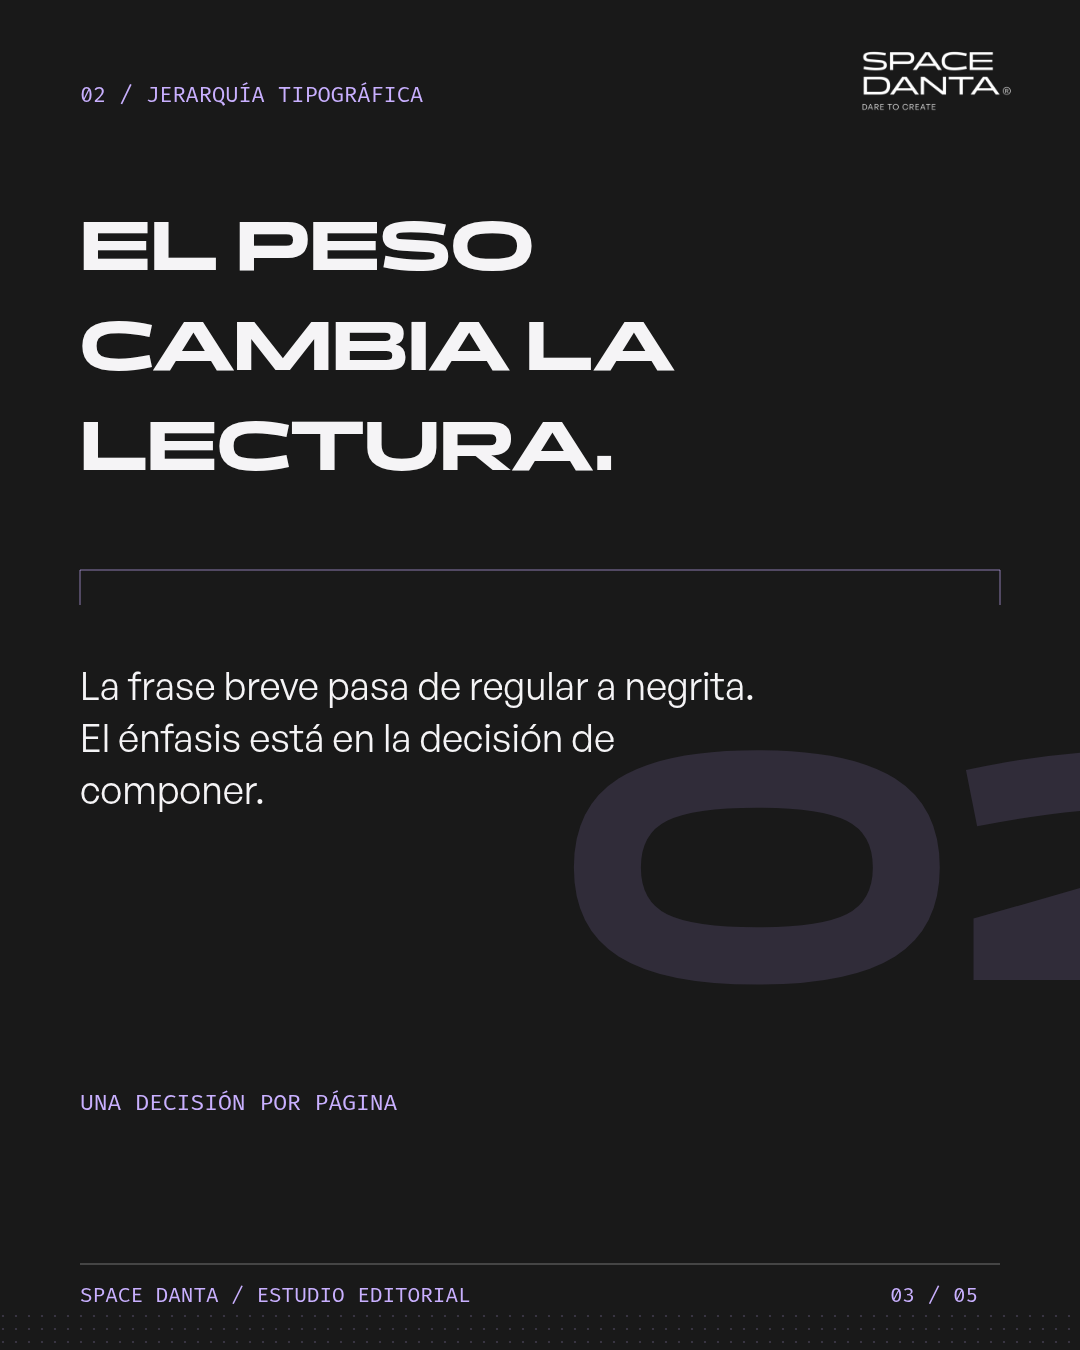 02 / JERARQUÍA TIPOGRÁFICA
SPACE
DANTA®
DARE TO CREATE
EL PESO
CAMBIA LA
LECTURA.
La frase breve pasa de regular a negrita.
El énfasis está en la decisión de
componer.
02
UNA DECISIÓN POR PÁGINA
SPACE DANTA / ESTUDIO EDITORIAL
03 / 05